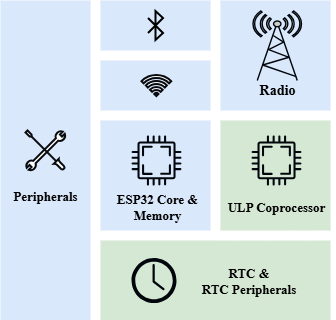 Radio
Peripherals
ESP32 Core &
Memory
ULP Coprocessor
RTC &
RTC Peripherals